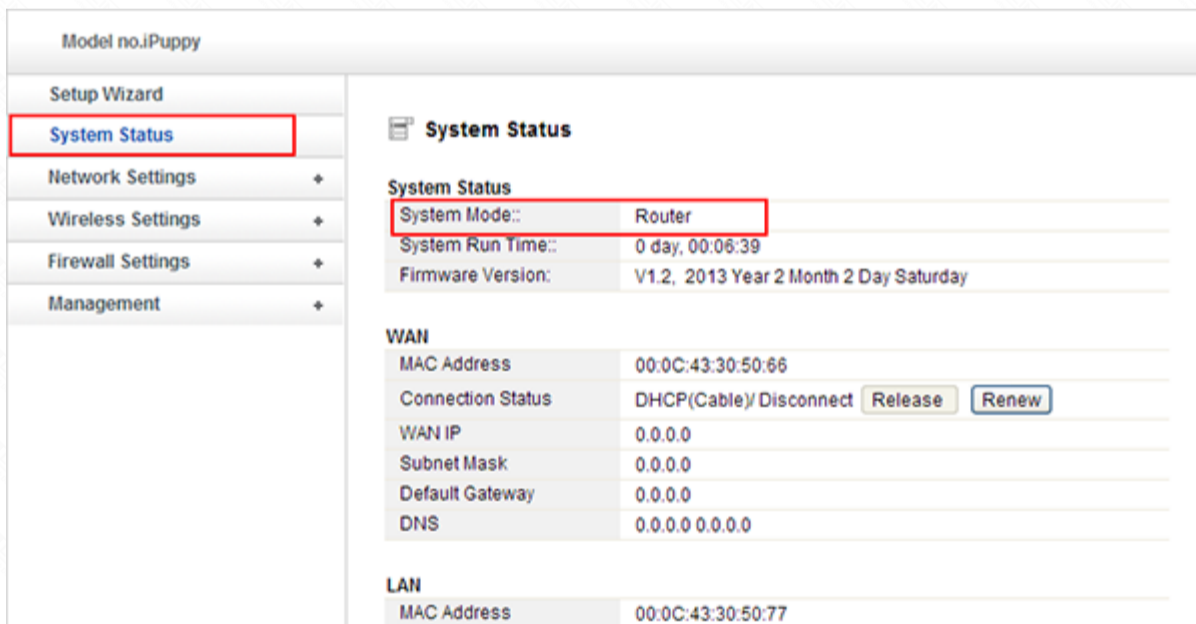 Model no.iPuppy
Setup Wizard
System Status
Network Settings
Wireless Settings
Firewall Settings
Management
System Status
System Status
System Mode:: Router
System Run Time:: 0 day, 00:06:39
Firmware Version: V1.2, 2013 Year 2 Month 2 Day Saturday
WAN
MAC Address 00:0C:43:30:50:66
Connection Status DHCP(Cable)/ Disconnect Release Renew
WAN IP 0.0.0.0
Subnet Mask 0.0.0.0
Default Gateway 0.0.0.0
DNS 0.0.0.0 0.0.0.0
LAN
MAC Address 00:0C:43:30:50:77